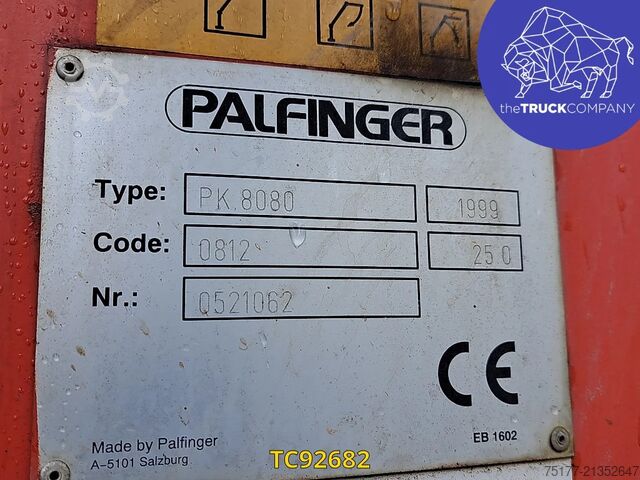 PALFINGER
theTRUCKCOMPANY
Type: PK.8080 1999
Code: 0812 25.0
Nr.: 0521062
CE
Made by Palfinger EB 1602
A-5101 Salzburg
TC92682
75177-21352647